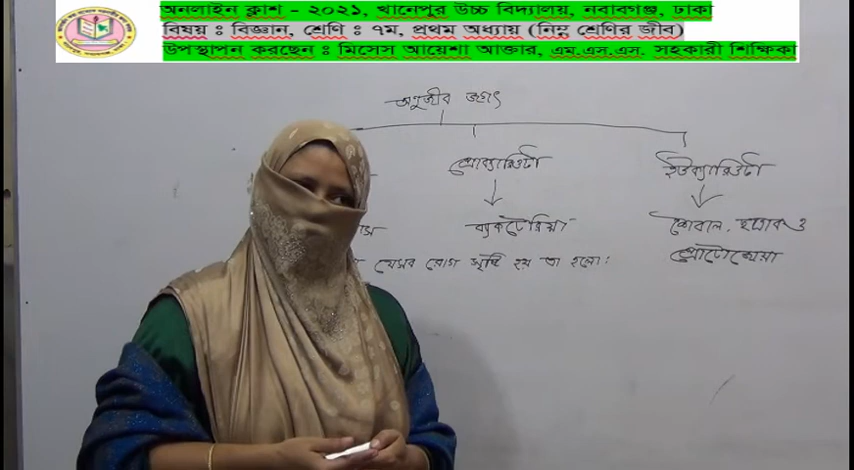 অনলাইন ক্লাশ - ২০২১, খানেপুর উচ্চ বিদ্যালয়, নবাবগঞ্জ, ঢাকা
বিষয় ঃ বিজ্ঞান, শ্রেণি ঃ ৭ম, প্রথম অধ্যায় (নিম্ন শ্রেণির জীব)
উপস্থাপন করছেন ঃ মিসেস আয়েশা আক্তার, এম.এস.এস. সহকারী শিক্ষিকা
অণুজীব জগৎ
প্রোক্যারিওটা ইউক্যারিওটা
ব্যাকটেরিয়া শৈবাল, ছত্রাক ও
প্রোটোজোয়া
যেসব রোগ সৃষ্টি হয় তা হলো: